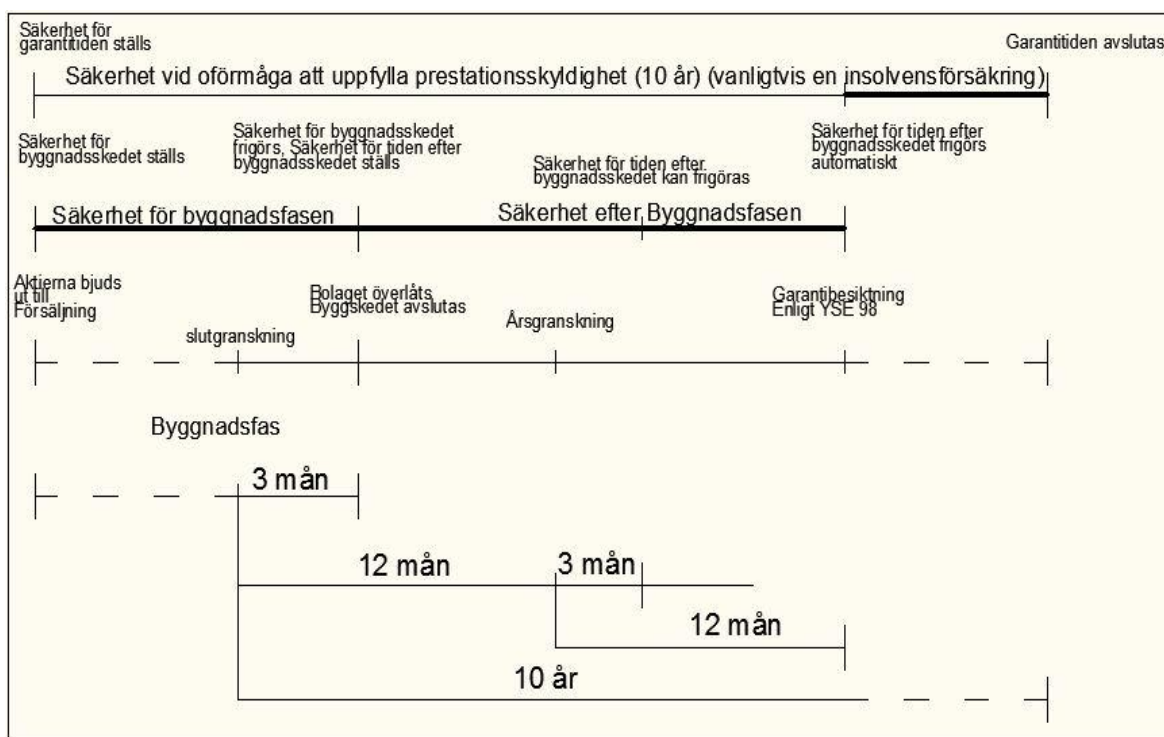 Säkerhet för
garantitiden ställs
Garantitiden avslutas
Säkerhet vid oförmåga att uppfylla prestationsskyldighet (10 år) (vanligtvis en insolvensförsäkring)
Säkerhet för
byggnadsskedet ställs
Säkerhet för byggnadsskedet
frigörs, Säkerhet för tiden efter
byggnadsskedet ställs
Säkerhet för tiden efter.
byggnadsskedet kan frigöras
Säkerhet för tiden efter
byggnadsskedet frigörs
automatiskt
Säkerhet för byggnadsfasen
Säkerhet efter Byggnadsfasen
Aktierna bjuds
ut till
Försäljning
slutgranskning
Bolaget överlåts
Byggskedet avslutas
Årsgranskning
Garantibesiktning
Enligt YSE 98
Byggnadsfas
3 mån
12 mån
3 mån
12 mån
10 år